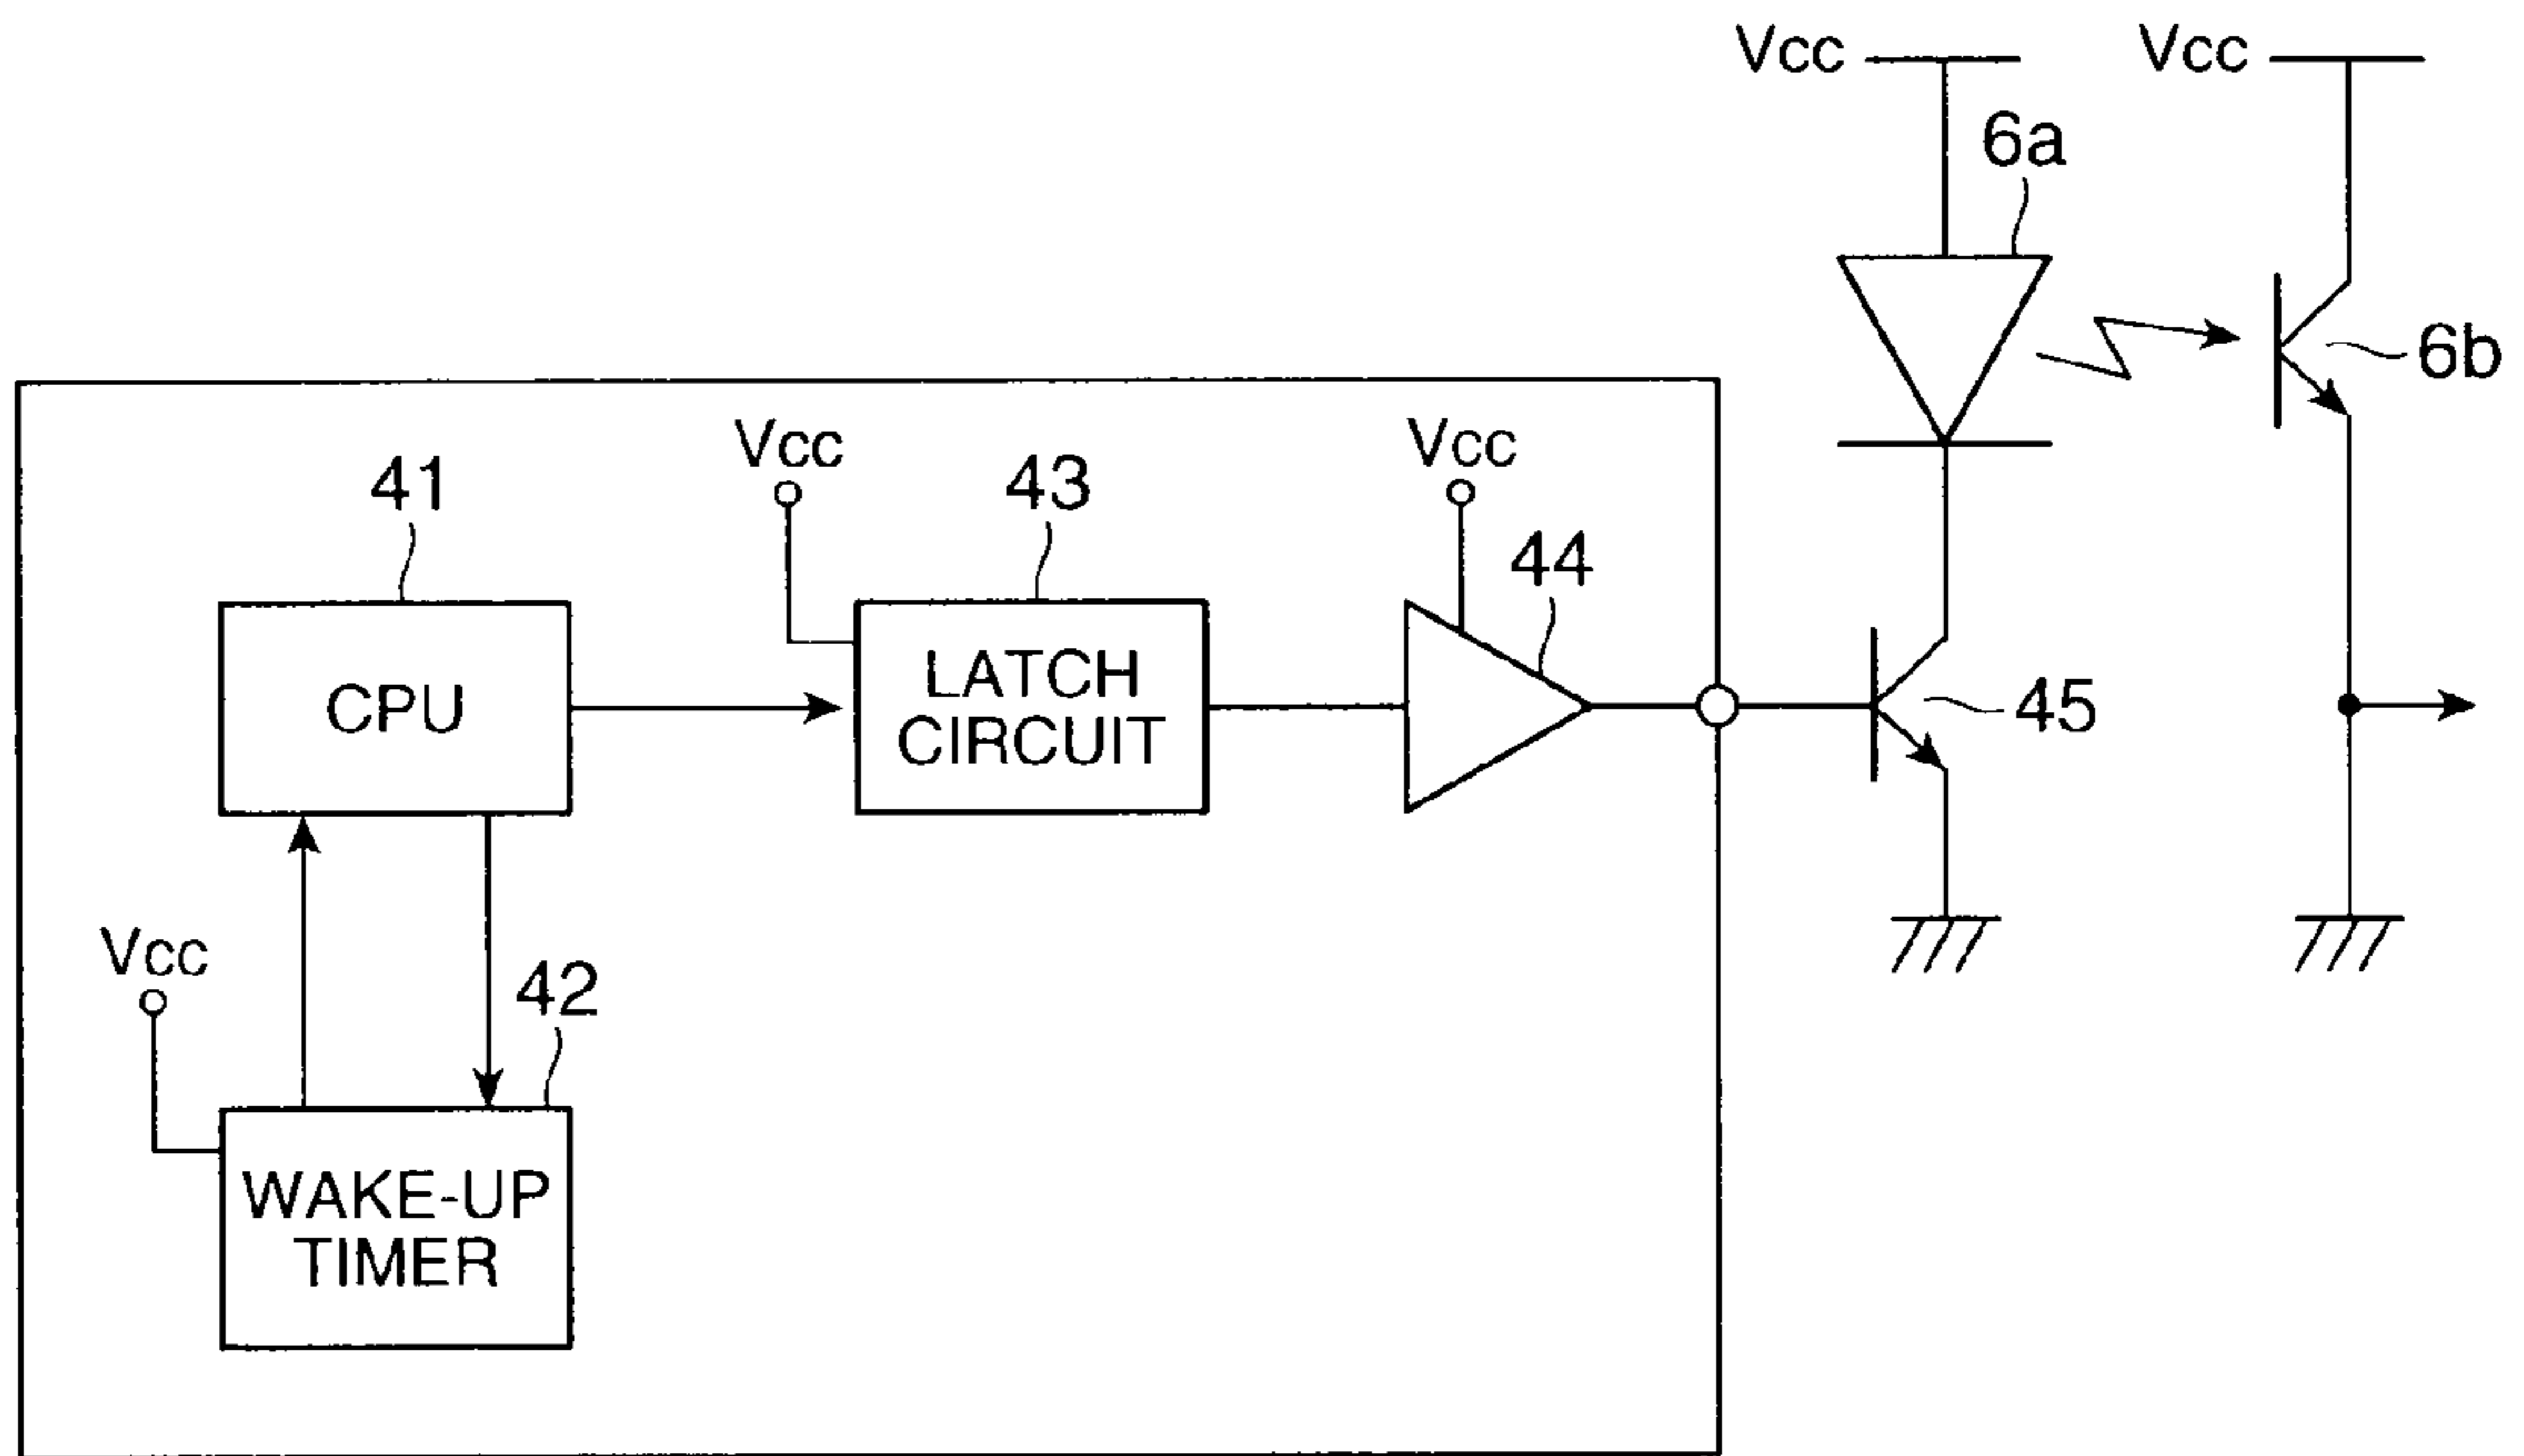 Vcc
Vcc
6a
6b
Vcc
Vcc
41
43
44
CPU
LATCH
CIRCUIT
45
Vcc
42
WAKE-UP
TIMER